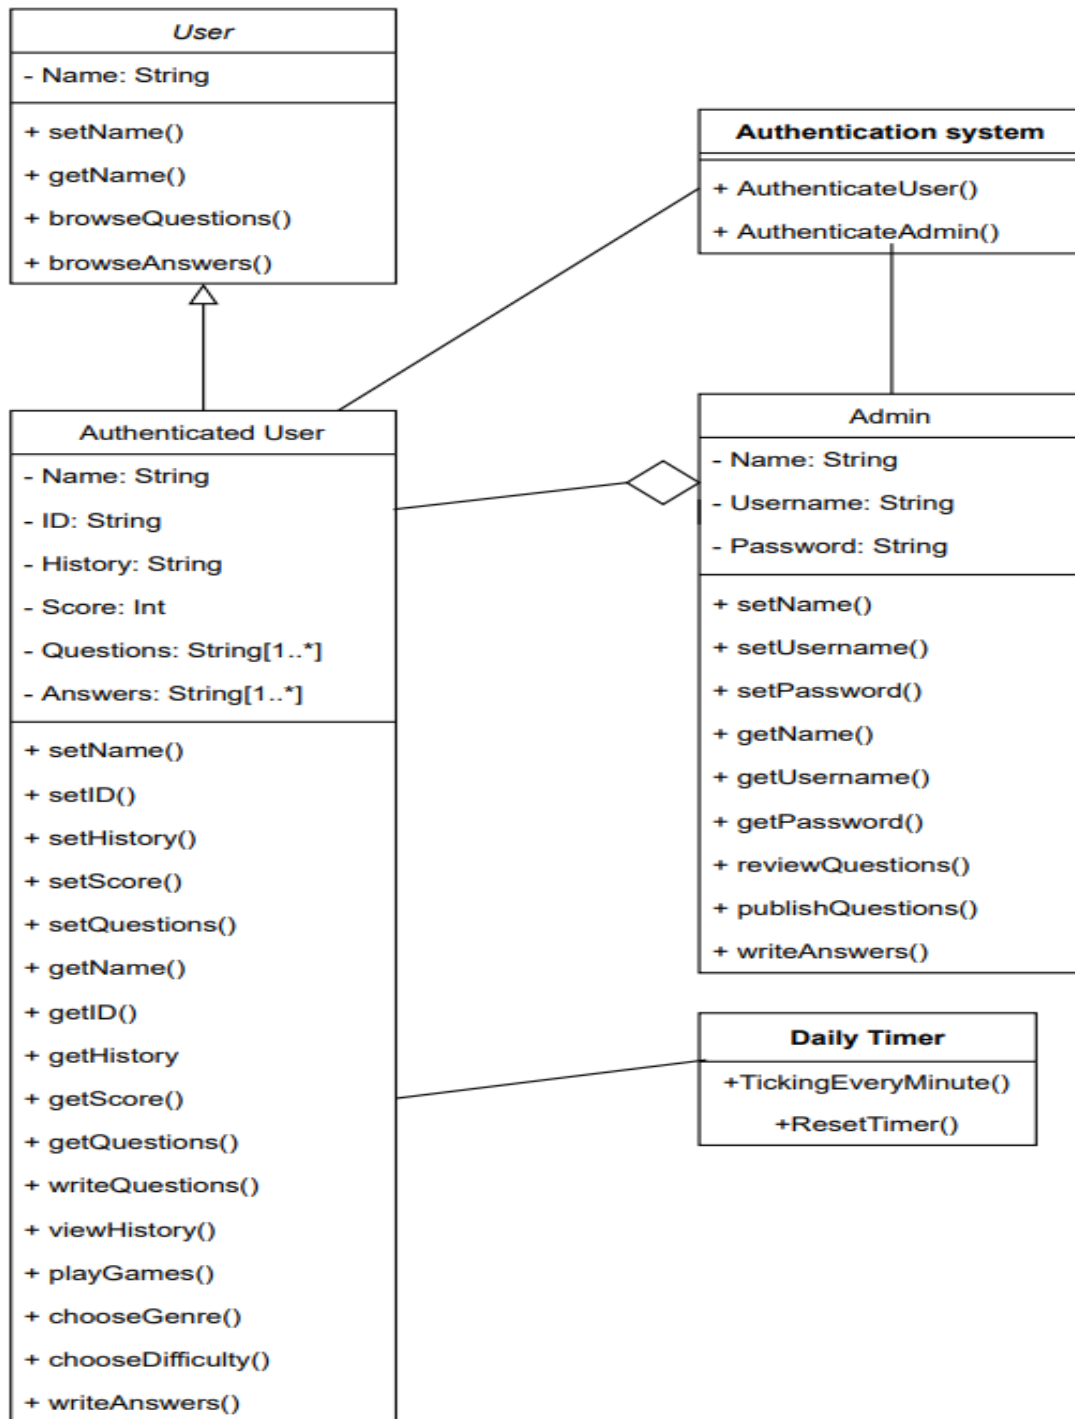 User
- Name: String
+ setName()
+ getName()
+ browseQuestions()
+ browseAnswers()
Authentication system
+ AuthenticateUser()
+ AuthenticateAdmin()
Authenticated User
- Name: String
- ID: String
- History: String
- Score: Int
- Questions: String[1..*]
- Answers: String[1..*]
+ setName()
+ setID()
+ setHistory()
+ setScore()
+ setQuestions()
+ getName()
+ getID()
+ getHistory
+ getScore()
+ getQuestions()
+ writeQuestions()
+ viewHistory()
+ playGames()
+ chooseGenre()
+ chooseDifficulty()
+ writeAnswers()
Admin
- Name: String
- Username: String
- Password: String
+ setName()
+ setUsername()
+ setPassword()
+ getName()
+ getUsername()
+ getPassword()
+ reviewQuestions()
+ publishQuestions()
+ writeAnswers()
Daily Timer
+TickingEveryMinute()
+ResetTimer()